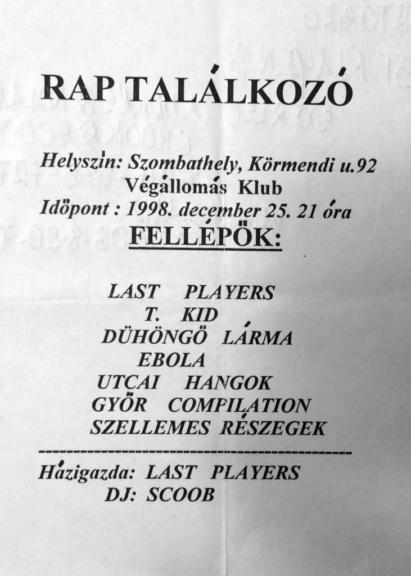 RAP TALÁLKOZÓ
Helyszín: Szombathely, Körmendi u.92
Végállomás Klub
Időpont : 1998. december 25. 21 óra
FELLÉPŐK:
LAST PLAYERS
T. KID
DÜHÖNGŐ LÁRMA
EBOLA
UTCAI HANGOK
GYŐR COMPILATION
SZELLEMES RÉSZEGEK
Házigazda: LAST PLAYERS
DJ: SCOOB